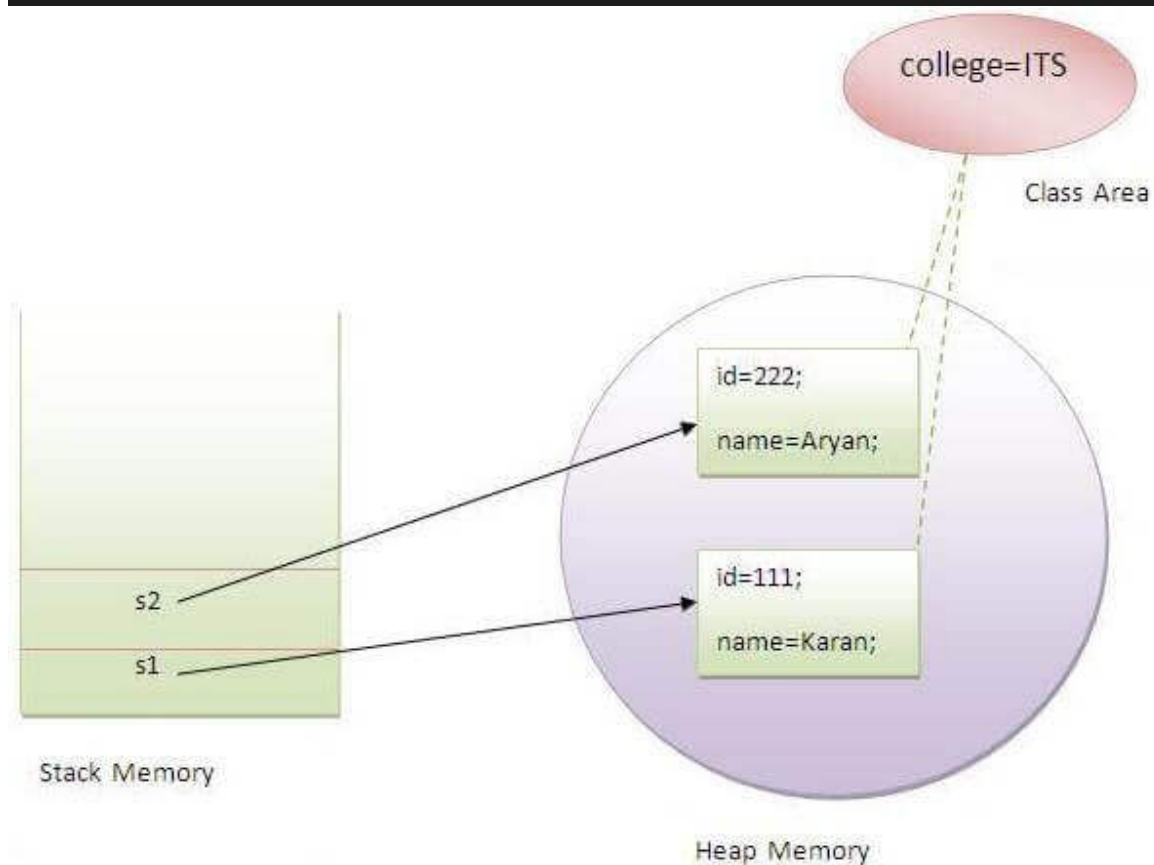 college=ITS
Class Area
id=222;
name=Aryan;
s2
id=111;
name=Karan;
s1
Stack Memory
Heap Memory